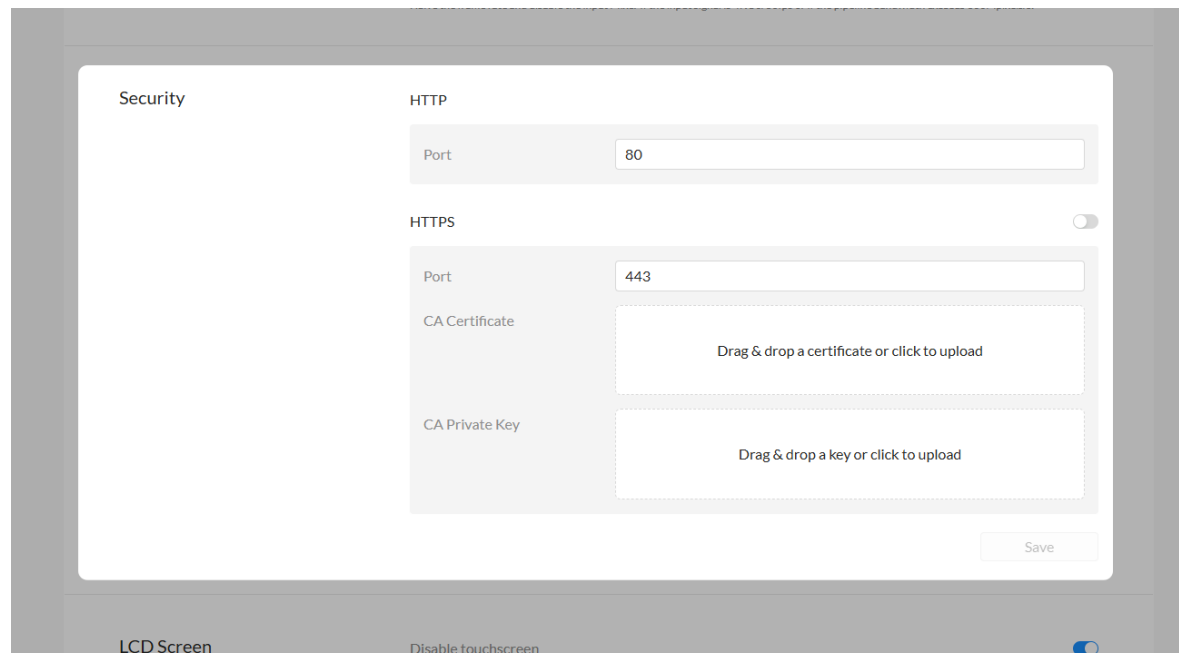 Security
HTTP
Port
80
HTTPS
Port
443
CA Certificate
Drag & drop a certificate or click to upload
CA Private Key
Drag & drop a key or click to upload
Save
LCD Screen
Disable touchscreen